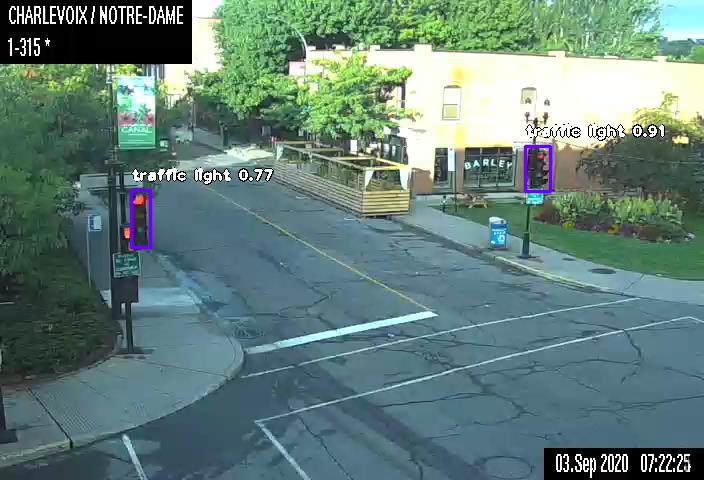 CHARLEVOIX / NOTRE-DAME
1-315 *
CANAL
traffic light 0.77
traffic light 0.91
BARLEY
03.Sep 2020 07:22:25